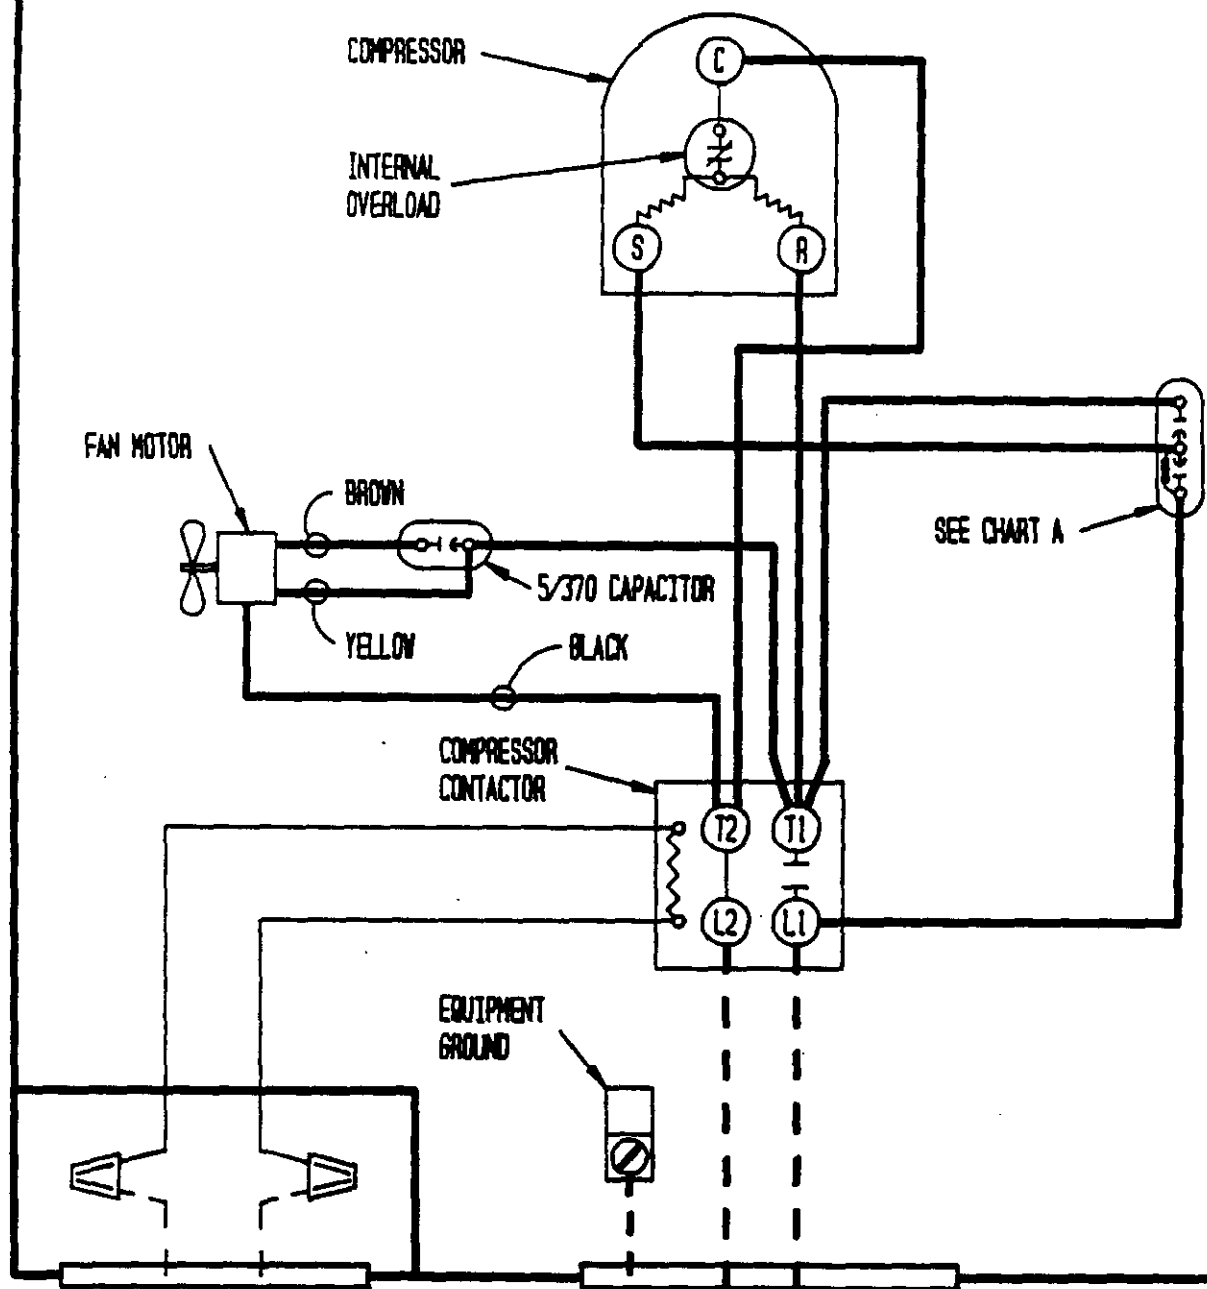 COMPRESSOR
C
INTERNAL
OVERLOAD
S
R
FAN MOTOR
BROWN
SEE CHART A
5/370 CAPACITOR
YELLOW
BLACK
COMPRESSOR
CONTACTOR
T2
T1
L2
L1
EQUIPMENT
GROUND